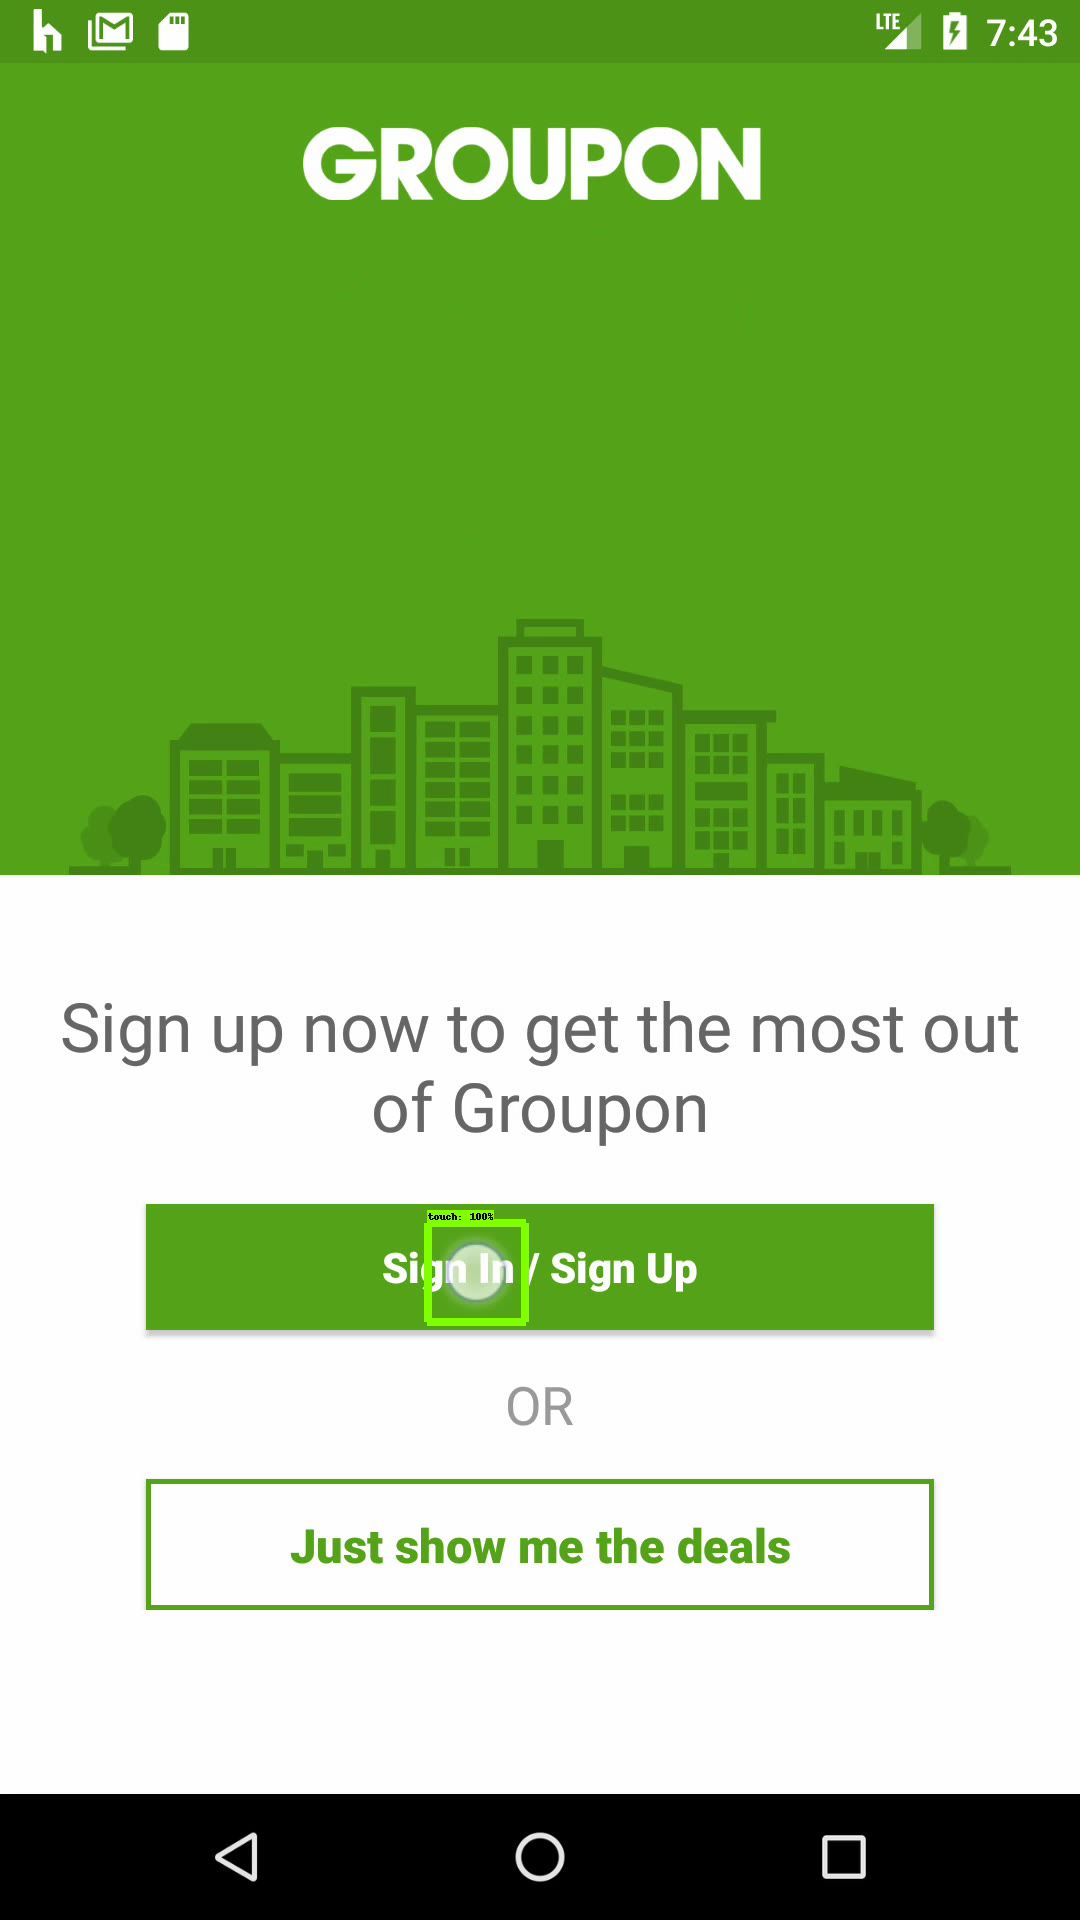 LTE 7:43
GROUPON
Sign up now to get the most out
of Groupon
touch: 100%
Sign In / Sign Up
OR
Just show me the deals